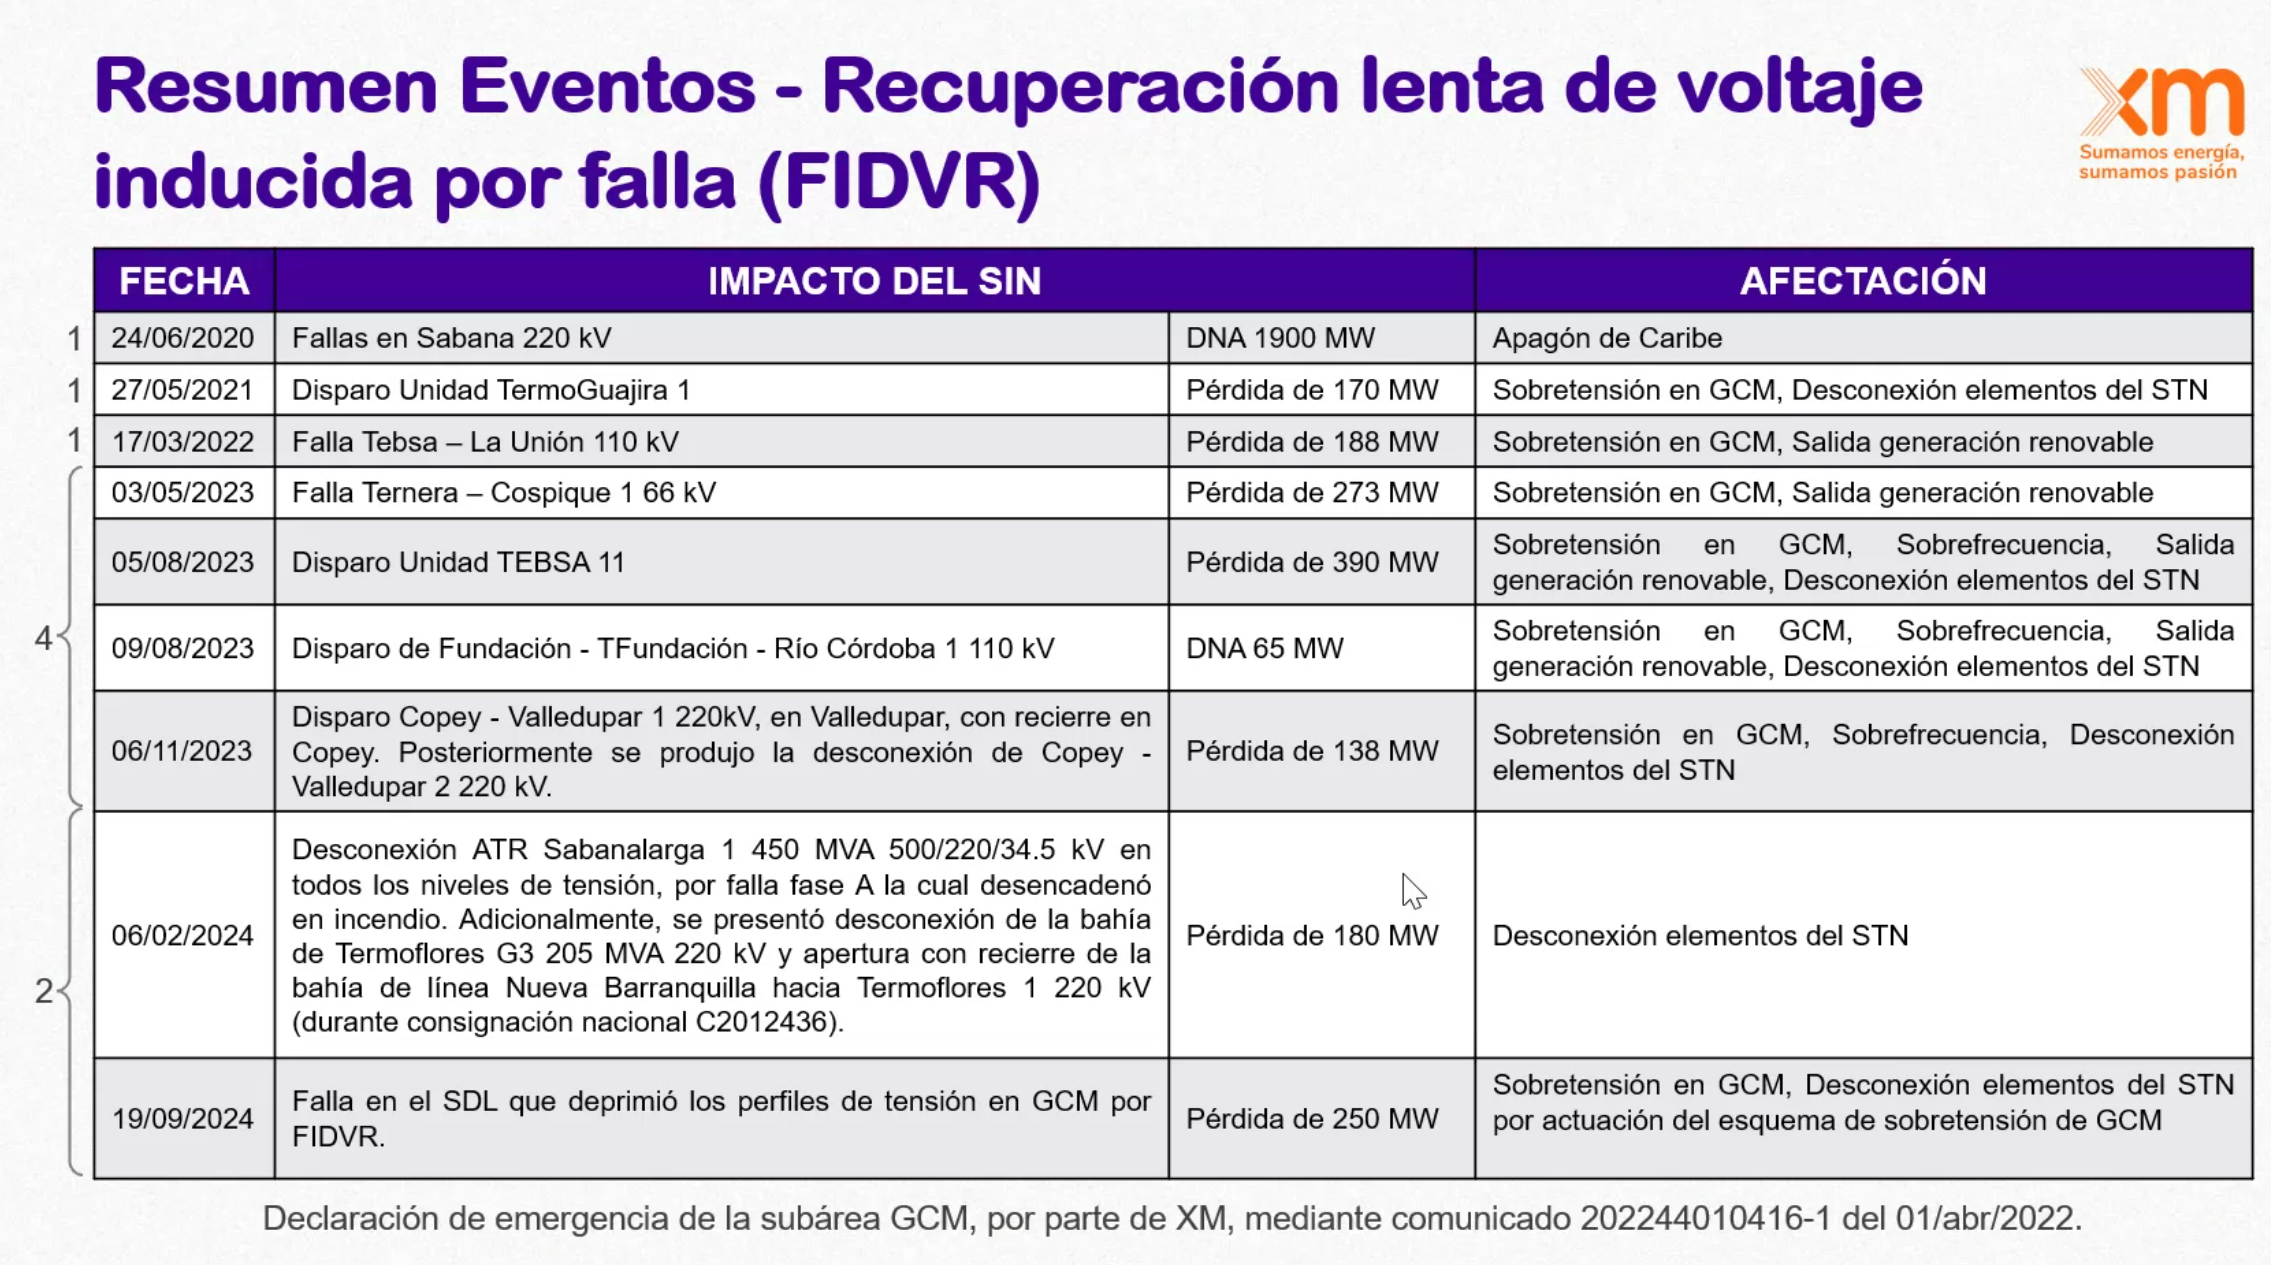 Resumen Eventos - Recuperación lenta de voltaje
inducida por falla (FIDVR)
xm
Sumamos energía,
sumamos pasión
FECHA IMPACTO DEL SIN AFECTACIÓN
1 24/06/2020 Fallas en Sabana 220 kV DNA 1900 MW Apagón de Caribe
1 27/05/2021 Disparo Unidad TermoGuajira 1 Pérdida de 170 MW Sobretensión en GCM, Desconexión elementos del STN
1 17/03/2022 Falla Tebsa – La Unión 110 kV Pérdida de 188 MW Sobretensión en GCM, Salida generación renovable
4
03/05/2023 Falla Ternera – Cospique 1 66 kV Pérdida de 273 MW Sobretensión en GCM, Salida generación renovable
05/08/2023 Disparo Unidad TEBSA 11 Pérdida de 390 MW
Sobretensión en GCM, Sobrefrecuencia, Salida
generación renovable, Desconexión elementos del STN
09/08/2023 Disparo de Fundación - TFundación - Río Córdoba 1 110 kV DNA 65 MW
Sobretensión en GCM, Sobrefrecuencia, Salida
generación renovable, Desconexión elementos del STN
06/11/2023
Disparo Copey - Valledupar 1 220kV, en Valledupar, con recierre en
Copey. Posteriormente se produjo la desconexión de Copey -
Valledupar 2 220 kV.
Pérdida de 138 MW
Sobretensión en GCM, Sobrefrecuencia, Desconexión
elementos del STN
2
06/02/2024
Desconexión ATR Sabanalarga 1 450 MVA 500/220/34.5 kV en
todos los niveles de tensión, por falla fase A la cual desencadenó
en incendio. Adicionalmente, se presentó desconexión de la bahía
de Termoflores G3 205 MVA 220 kV y apertura con recierre de la
bahía de línea Nueva Barranquilla hacia Termoflores 1 220 kV
(durante consignación nacional C2012436).
Pérdida de 180 MW
Desconexión elementos del STN
19/09/2024
Falla en el SDL que deprimió los perfiles de tensión en GCM por
FIDVR.
Pérdida de 250 MW
Sobretensión en GCM, Desconexión elementos del STN
por actuación del esquema de sobretensión de GCM
Declaración de emergencia de la subárea GCM, por parte de XM, mediante comunicado 202244010416-1 del 01/abr/2022.